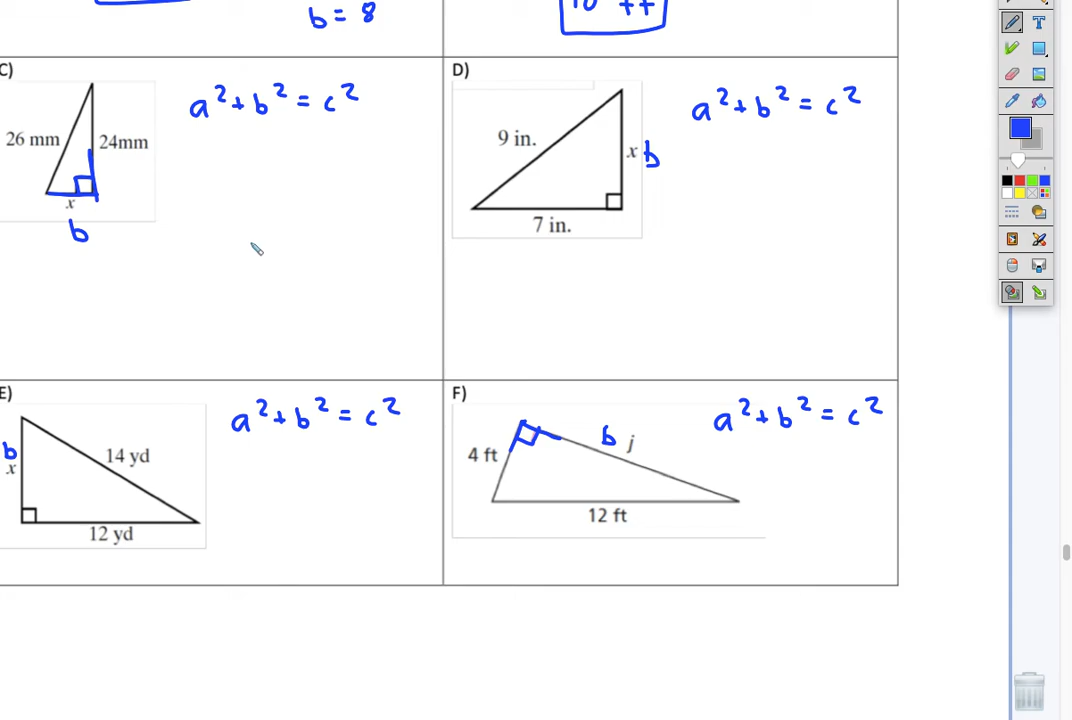 b = 8
10 ft
C)
a² + b² = c²
26 mm
24mm
x
b
D)
a² + b² = c²
9 in.
x b
7 in.
E)
a² + b² = c²
b
x
14 yd
12 yd
F)
a² + b² = c²
4 ft
b j
12 ft
T